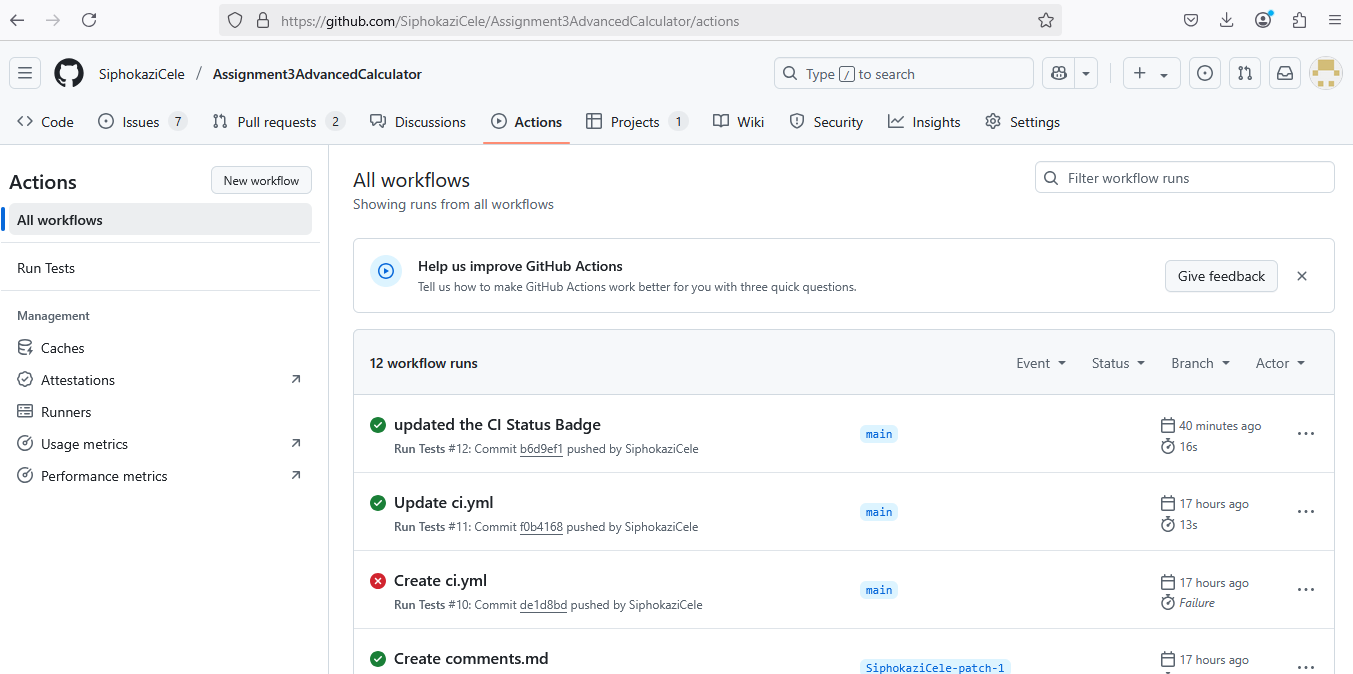 https://github.com/SiphokaziCele/Assignment3AdvancedCalculator/actions
SiphokaziCele / Assignment3AdvancedCalculator
Type / to search
Code
Issues 7
Pull requests 2
Discussions
Actions
Projects 1
Wiki
Security
Insights
Settings
Actions
New workflow
All workflows
Run Tests
Management
Caches
Attestations
Runners
Usage metrics
Performance metrics
All workflows
Showing runs from all workflows
Filter workflow runs
Help us improve GitHub Actions
Tell us how to make GitHub Actions work better for you with three quick questions.
Give feedback
12 workflow runs
Event
Status
Branch
Actor
updated the CI Status Badge
Run Tests #12: Commit b6d9ef1 pushed by SiphokaziCele
main
40 minutes ago
16s
Update ci.yml
Run Tests #11: Commit f0b4168 pushed by SiphokaziCele
main
17 hours ago
13s
Create ci.yml
Run Tests #10: Commit de1d8bd pushed by SiphokaziCele
main
17 hours ago
Failure
Create comments.md
SiphokaziCele-patch-1
17 hours ago